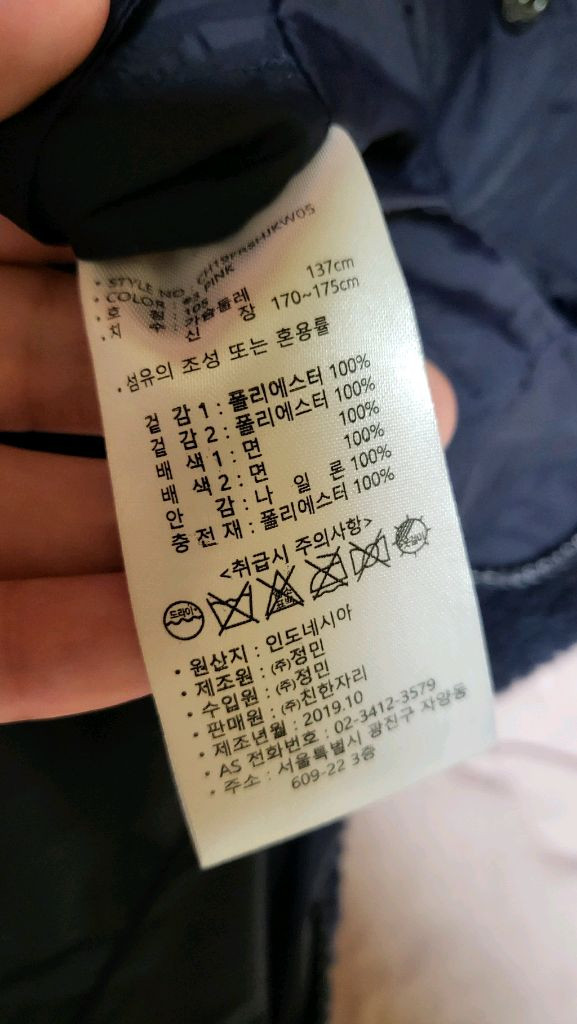 · STYLE NO
· COLOR : PINK
· 호 수 : 105
· 치 수 : 가슴둘레 137cm
신 장 170~175cm
· 섬유의 조성 또는 혼용률
겉 감 1 : 폴리에스터 100%
겉 감 2 : 폴리에스터 100%
배 색 1 : 면 100%
배 색 2 : 면 100%
안 감 : 나 일 론 100%
충 전 재 : 폴리에스터 100%
<취급시 주의사항>
드라이
· 원산지 : 인도네시아
· 제조원 : ㈜정민
· 수입원 : ㈜정민
· 판매원 : ㈜친한자리
· 제조년월 : 2019.10
· AS 전화번호 : 02-3412-3579
· 주소 : 서울특별시 광진구 자양동
609-22 3층